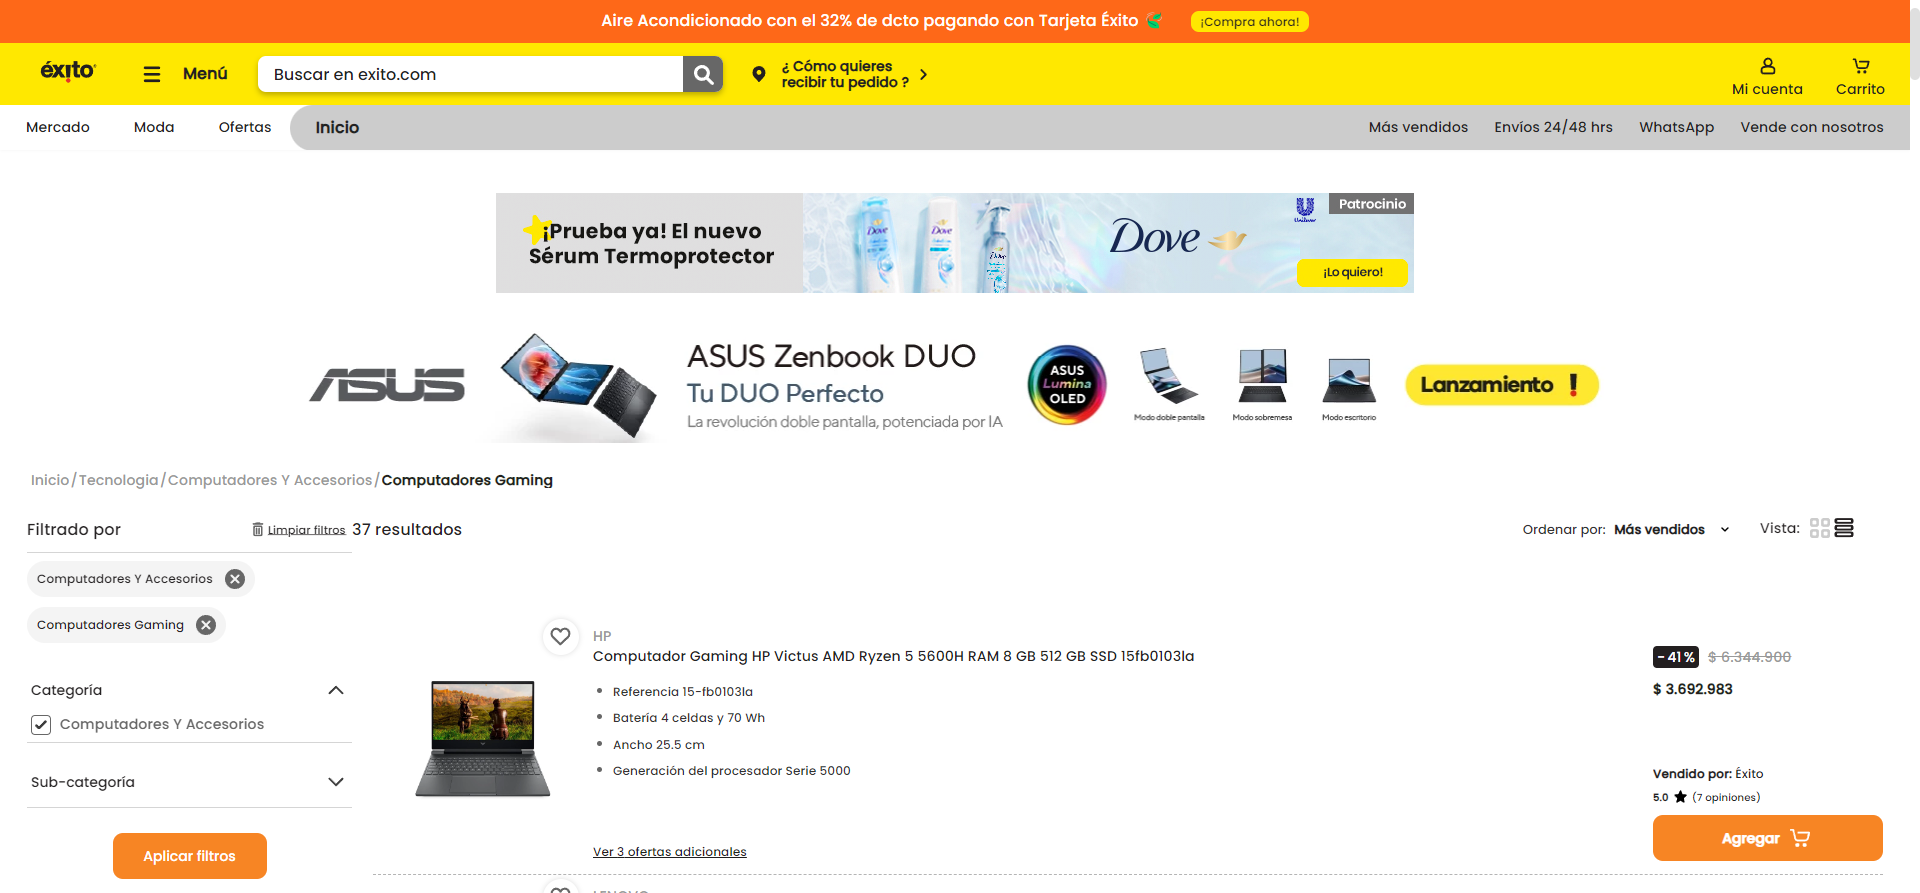 Aire Acondicionado con el 32% de dcto pagando con Tarjeta Éxito
¡Compra ahora!
éxito
Menú
Buscar en exito.com
¿ Cómo quieres
recibir tu pedido ?
Mi cuenta
Carrito
Mercado
Moda
Ofertas
Inicio
Más vendidos
Envíos 24/48 hrs
WhatsApp
Vende con nosotros
¡Prueba ya! El nuevo
Sérum Termoprotector
Dove
Dove
Dove
Dove
Unilever
Patrocinio
¡Lo quiero!
ASUS
ASUS Zenbook DUO
Tu DUO Perfecto
La revolución doble pantalla, potenciada por IA
ASUS
Lumina
OLED
Modo doble pantalla
Modo sobremesa
Modo escritorio
Lanzamiento !
Inicio/Tecnologia/Computadores Y Accesorios/Computadores Gaming
Filtrado por
Limpiar filtros
37 resultados
Ordenar por: Más vendidos
Vista:
Computadores Y Accesorios
Computadores Gaming
Categoría
Computadores Y Accesorios
Sub-categoría
Aplicar filtros
HP
Computador Gaming HP Victus AMD Ryzen 5 5600H RAM 8 GB 512 GB SSD 15fb0103la
Referencia 15-fb0103la
Batería 4 celdas y 70 Wh
Ancho 25.5 cm
Generación del procesador Serie 5000
Ver 3 ofertas adicionales
- 41 % $ 6.344.900
$ 3.692.983
Vendido por: Éxito
5.0 (7 opiniones)
Agregar
LENOVO